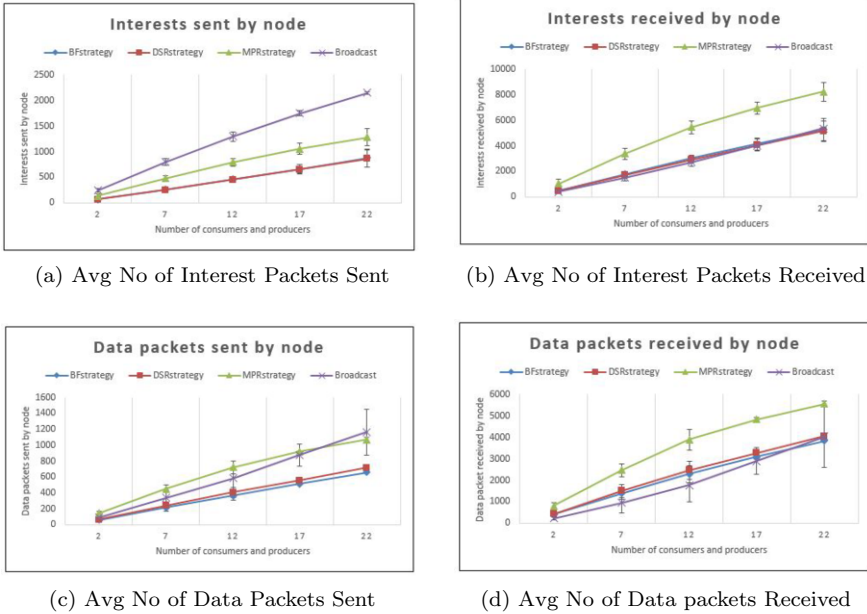 Interests sent by node
BFstrategy DSRstrategy MPRstrategy Broadcast
Interests sent by node
2500
2000
1500
1000
500
0
2 7 12 17 22
Number of consumers and producers
(a) Avg No of Interest Packets Sent
Interests received by node
BFstrategy DSRstrategy MPRstrategy Broadcast
Interests received by node
10000
8000
6000
4000
2000
0
2 7 12 17 22
Number of consumers and producers
(b) Avg No of Interest Packets Received
Data packets sent by node
BFstrategy DSRstrategy MPRstrategy Broadcast
Data packets sent by node
1600
1400
1200
1000
800
600
400
200
0
2 7 12 17 22
Number of consumers and producers
(c) Avg No of Data Packets Sent
Data packets received by node
BFstrategy DSRstrategy MPRstrategy Broadcast
Data packet received by node
6000
5000
4000
3000
2000
1000
0
2 7 12 17 22
Number of consumers and producers
(d) Avg No of Data packets Received